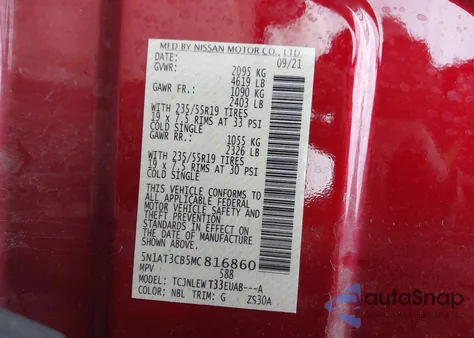 MFD BY NISSAN MOTOR CO., LTD.
DATE: 09/21
GVWR: 2095 KG
4619 LB
GAWR FR.: 1090 KG
2403 LB
WITH 235/55R19 TIRES
19 x 7.5 RIMS AT 33 PSI
COLD SINGLE
GAWR RR.: 1055 KG
2326 LB
WITH 235/55R19 TIRES
19 x 7.5 RIMS AT 30 PSI
COLD SINGLE
THIS VEHICLE CONFORMS TO
ALL APPLICABLE FEDERAL
MOTOR VEHICLE SAFETY AND
THEFT PREVENTION
STANDARDS IN EFFECT ON
THE DATE OF MANUFACTURE
SHOWN ABOVE.
5N1AT3CB5MC 816860
MPV 588
MODEL: TCJNLEW T33EUAB---A
COLOR: NBL TRIM: G ZS30A
autoSnap